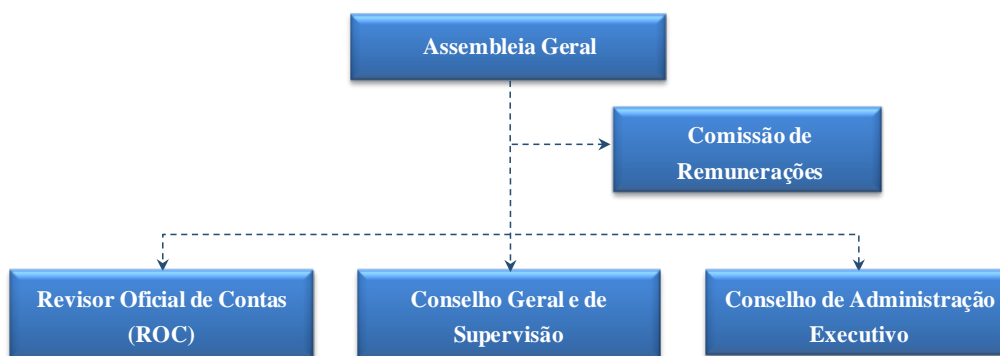 Assembleia Geral
Comissão de
Remunerações
Revisor Oficial de Contas
(ROC)
Conselho Geral e de
Supervisão
Conselho de Administração
Executivo